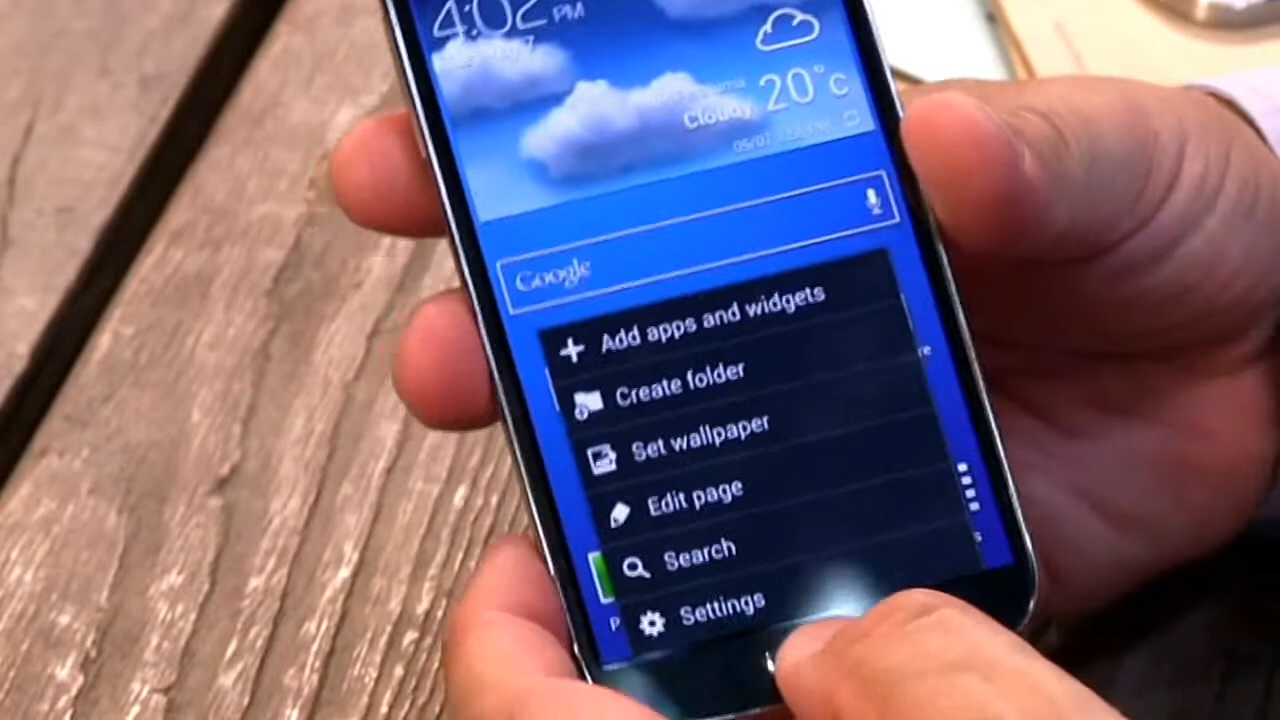 4:02 PM
20°C
Cloudy
Google
Add apps and widgets
Create folder
Set wallpaper
Edit page
Search
Settings